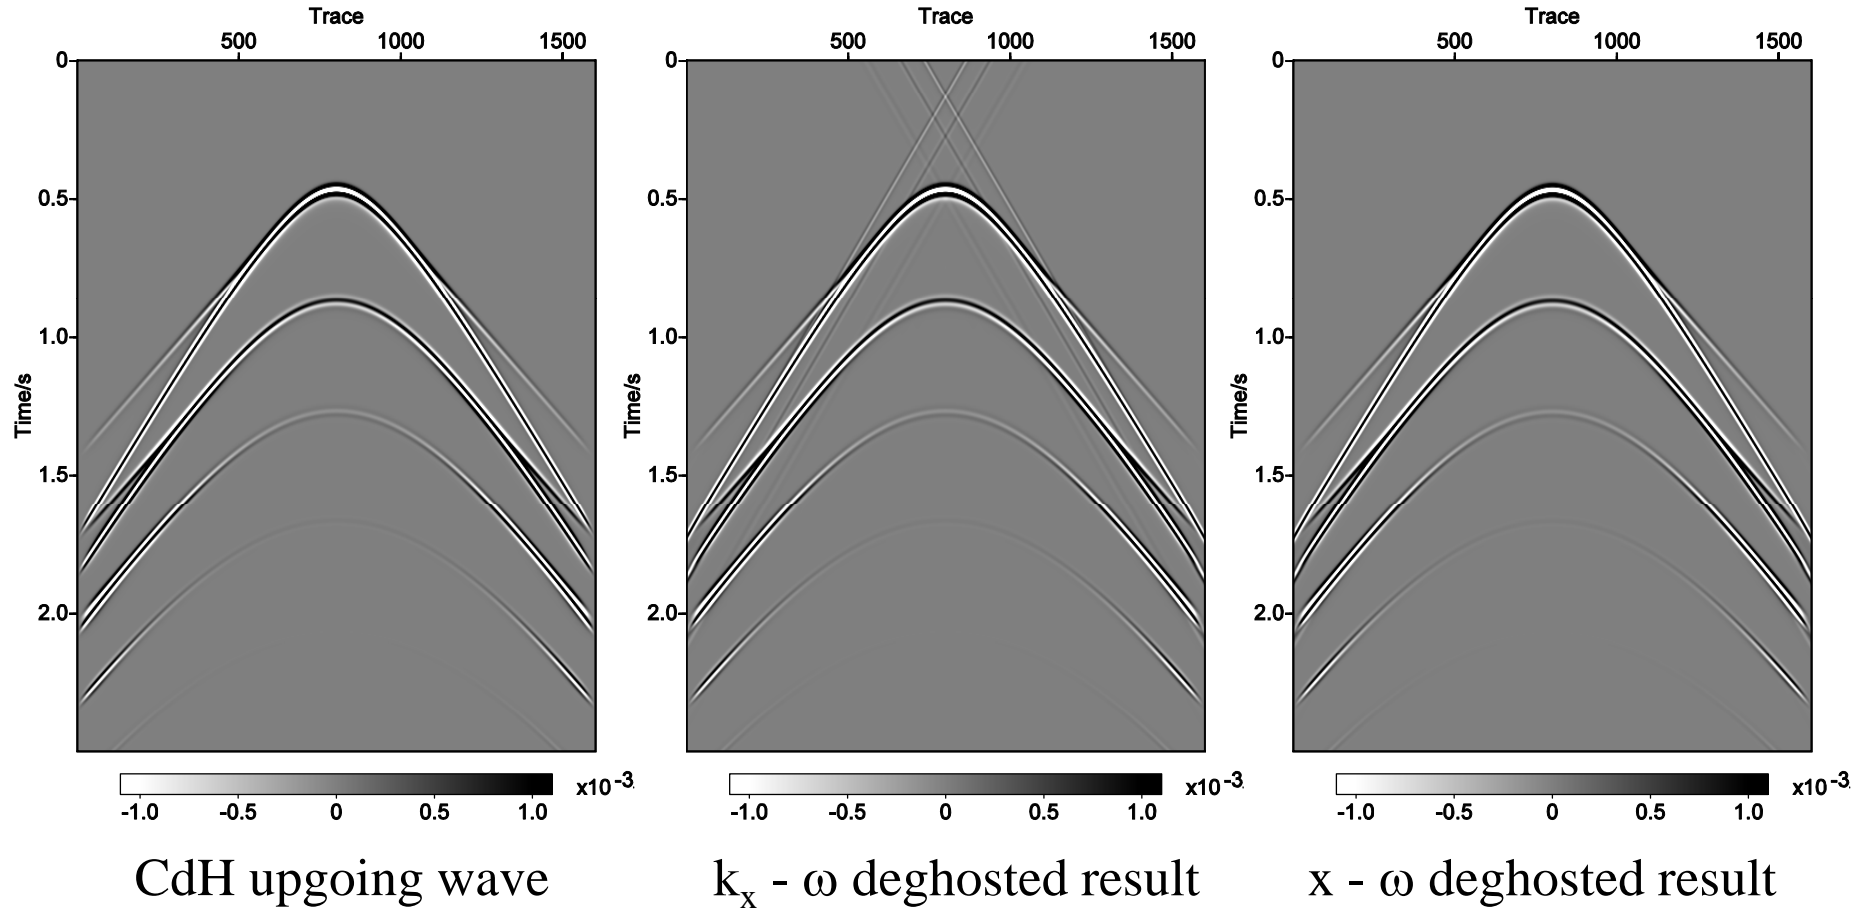 Trace Trace Trace
500 1000 1500 500 1000 1500 500 1000 1500
0 0 0
0.5 0.5 0.5
1.0 1.0 1.0
Time/s Time/s Time/s
1.5 1.5 1.5
2.0 2.0 2.0
x10⁻³ x10⁻³ x10⁻³
-1.0 -0.5 0 0.5 1.0 -1.0 -0.5 0 0.5 1.0 -1.0 -0.5 0 0.5 1.0
CdH upgoing wave kₓ - ω deghosted result x - ω deghosted result